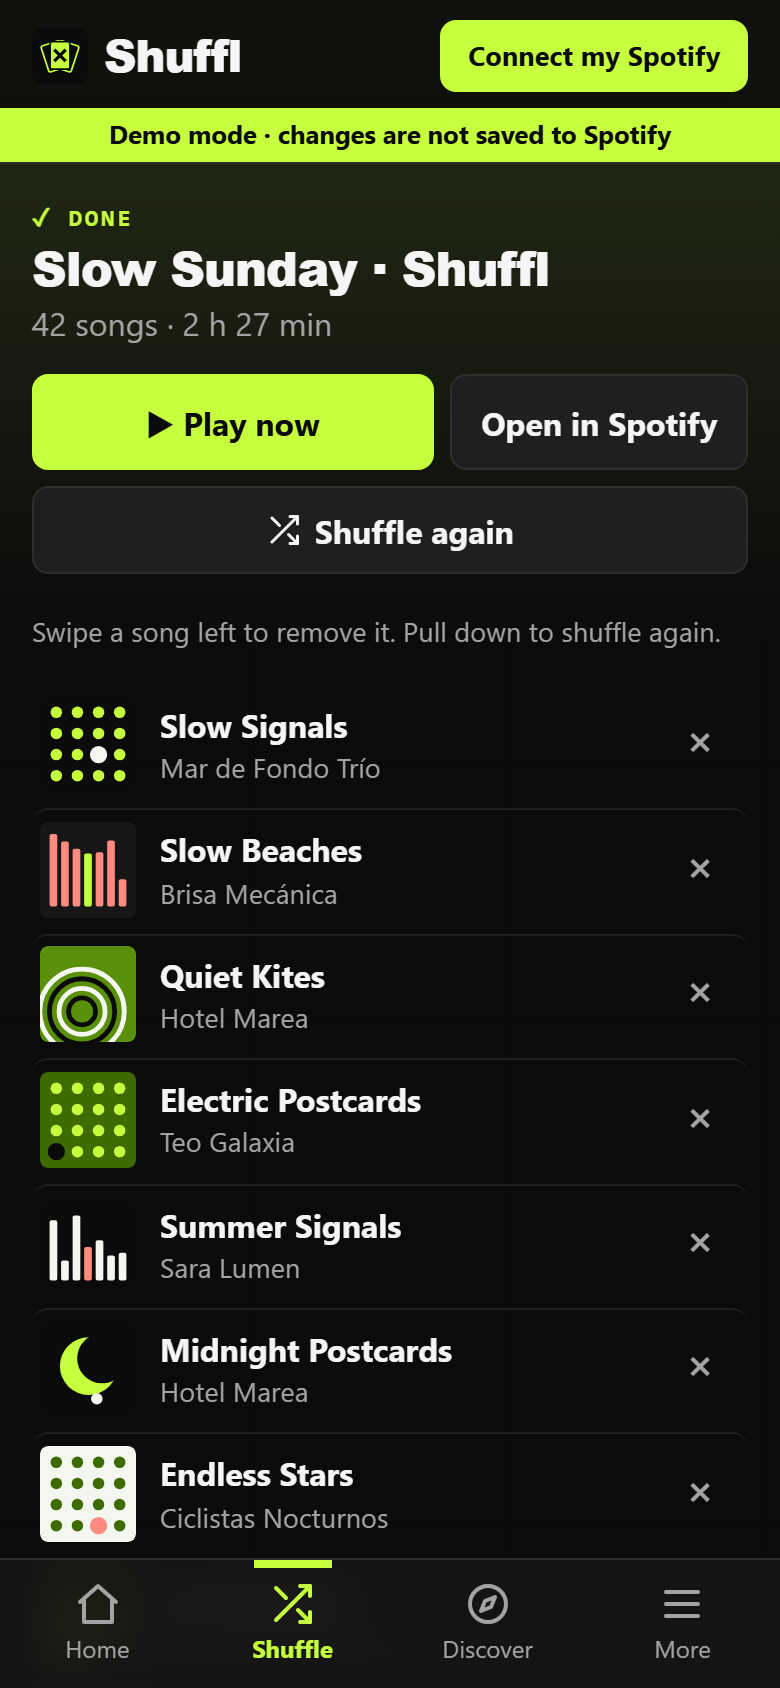 Shuffl
Connect my Spotify
Demo mode · changes are not saved to Spotify
✓ DONE
Slow Sunday · Shuffl
42 songs · 2 h 27 min
▶ Play now
Open in Spotify
Shuffle again
Swipe a song left to remove it. Pull down to shuffle again.
Slow Signals
Mar de Fondo Trío
Slow Beaches
Brisa Mecánica
Quiet Kites
Hotel Marea
Electric Postcards
Teo Galaxia
Summer Signals
Sara Lumen
Midnight Postcards
Hotel Marea
Endless Stars
Ciclistas Nocturnos
Home
Shuffle
Discover
More